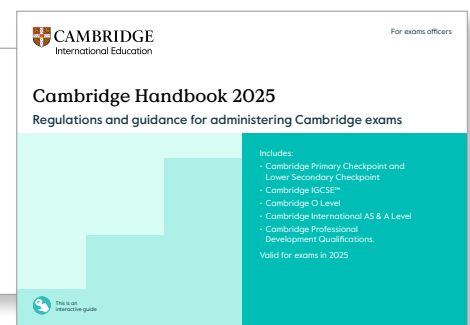 CAMBRIDGE
International Education
For exams officers
Cambridge Handbook 2025
Regulations and guidance for administering Cambridge exams
Includes:
· Cambridge Primary Checkpoint and
Lower Secondary Checkpoint
· Cambridge IGCSE™
· Cambridge O Level
· Cambridge International AS & A Level
· Cambridge Professional
Development Qualifications.
Valid for exams in 2025
This is an
interactive guide